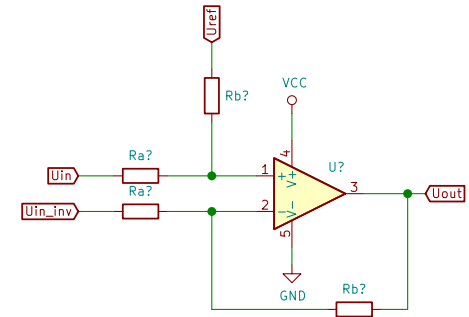 Uref
Rb?
VCC
Ra?
4
U?
Uin
1
+
V+
Ra?
3
Uout
Uin_inv
2
-
V-
5
GND
Rb?